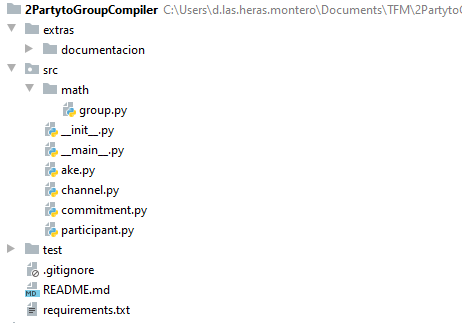 2PartytoGroupCompiler C:\Users\d.las.heras.montero\Documents\TFM\2PartytoG
extras
documentacion
src
math
group.py
__init__.py
__main__.py
ake.py
channel.py
commitment.py
participant.py
test
.gitignore
MD README.md
requirements.txt